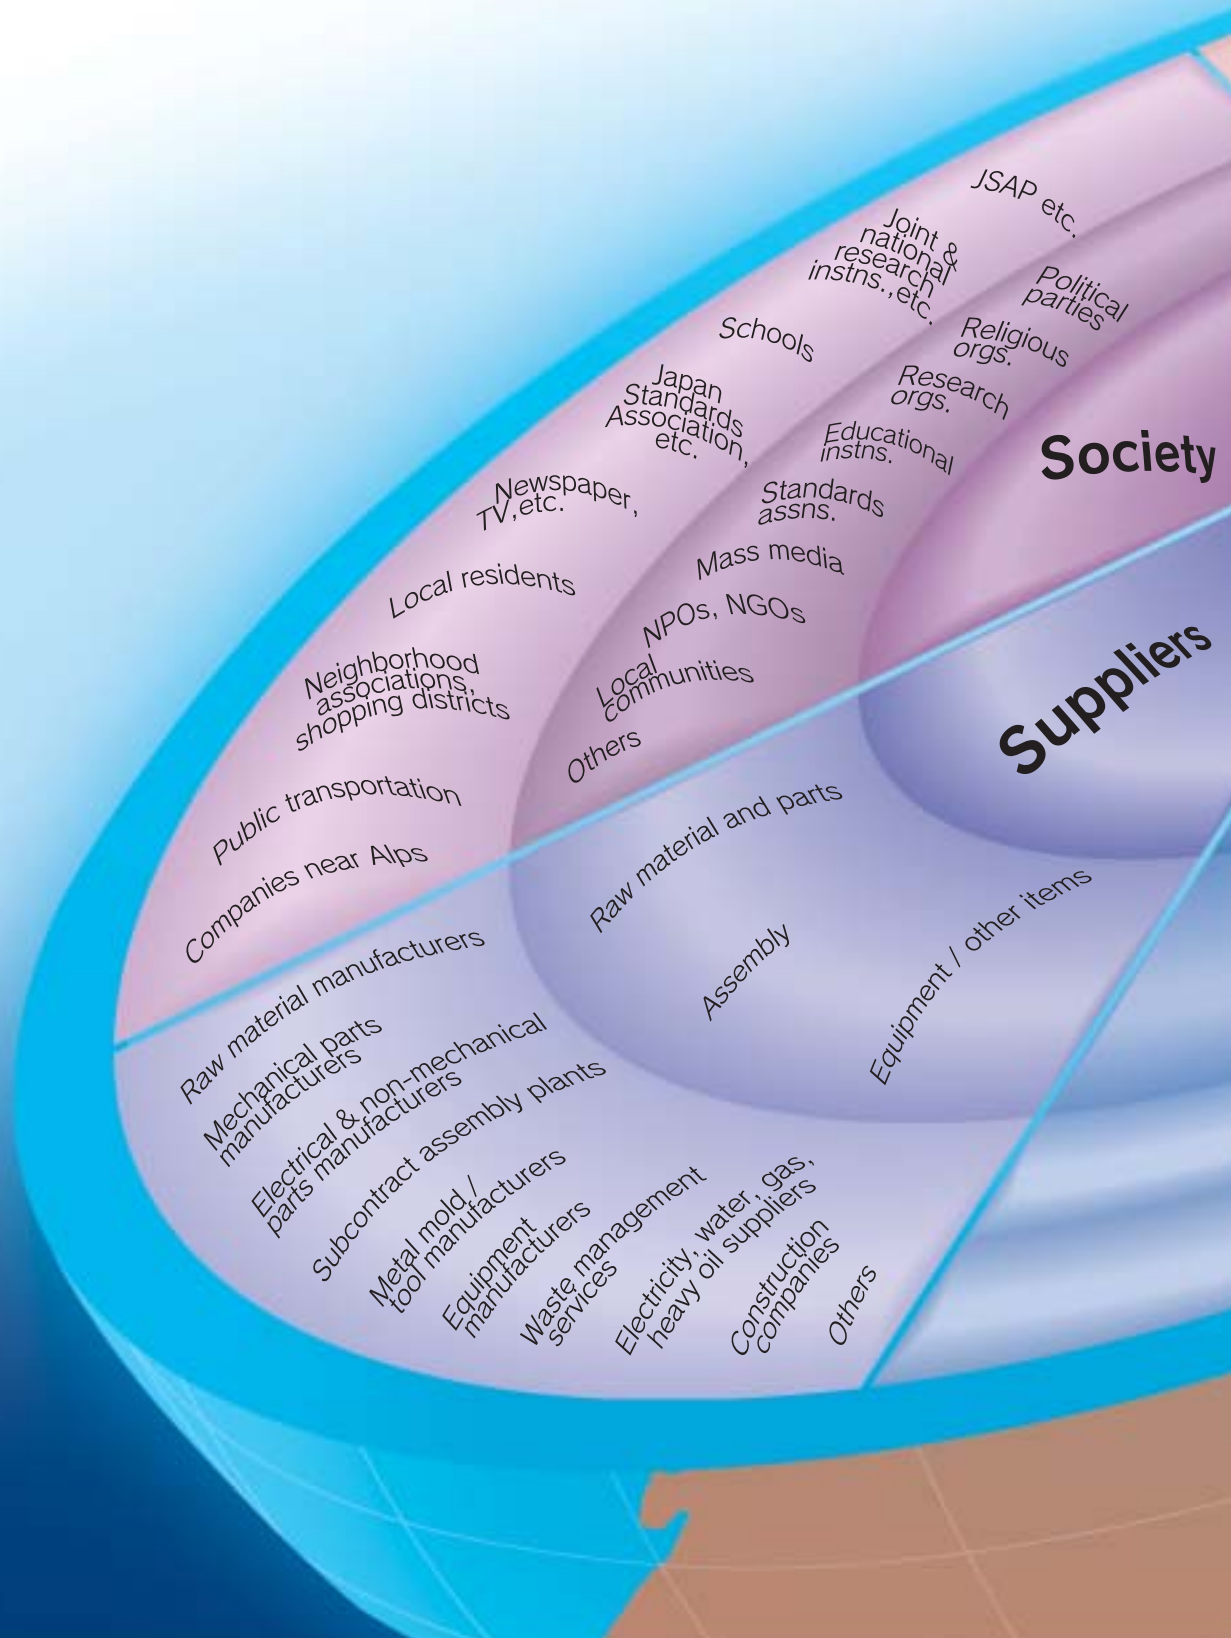 JSAP etc.
Joint &
national
research
instns.,etc.
Schools
Japan
Standards
Association,
etc.
Newspaper,
TV,etc.
Local residents
Neighborhood
associations,
shopping districts
Public transportation
Companies near Alps
Political
parties
Religious
orgs.
Research
orgs.
Educational
instns.
Standards
assns.
Mass media
NPOs, NGOs
Local
communities
Others
Society
Suppliers
Raw material and parts
Assembly
Equipment / other items
Raw material manufacturers
Mechanical parts
manufacturers
Electrical & non-mechanical
parts manufacturers
Subcontract assembly plants
Metal mold /
tool manufacturers
Equipment
manufacturers
Waste management
services
Electricity, water, gas,
heavy oil suppliers
Construction
companies
Others